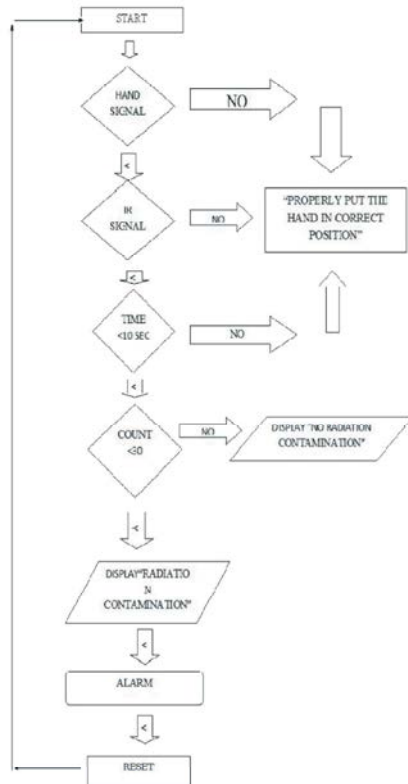 START
HAND
SIGNAL
NO
<
IR
SIGNAL
NO
"PROPERLY PUT THE
HAND IN CORRECT
POSITION"
<
TIME
<10 SEC
NO
<
COUNT
<30
NO
DISPLAY "NO RADIATION
CONTAMINATION"
<
DISPLAY"RADIATIO
N
CONTAMINATION"
<
ALARM
<
RESET